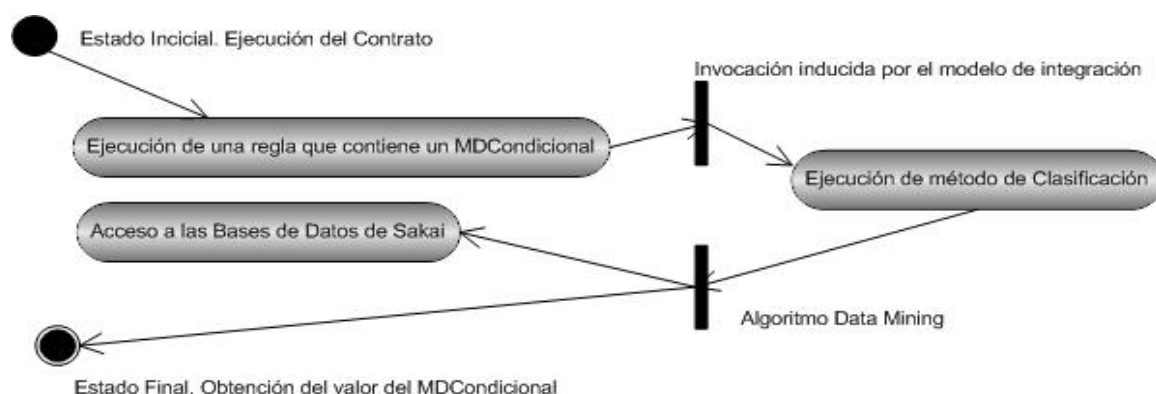 Estado Incicial. Ejecución del Contrato
Invocación inducida por el modelo de integración
Ejecución de una regla que contiene un MDCondicional
Ejecución de método de Clasificación
Acceso a las Bases de Datos de Sakai
Algoritmo Data Mining
Estado Final. Obtención del valor del MDCondicional